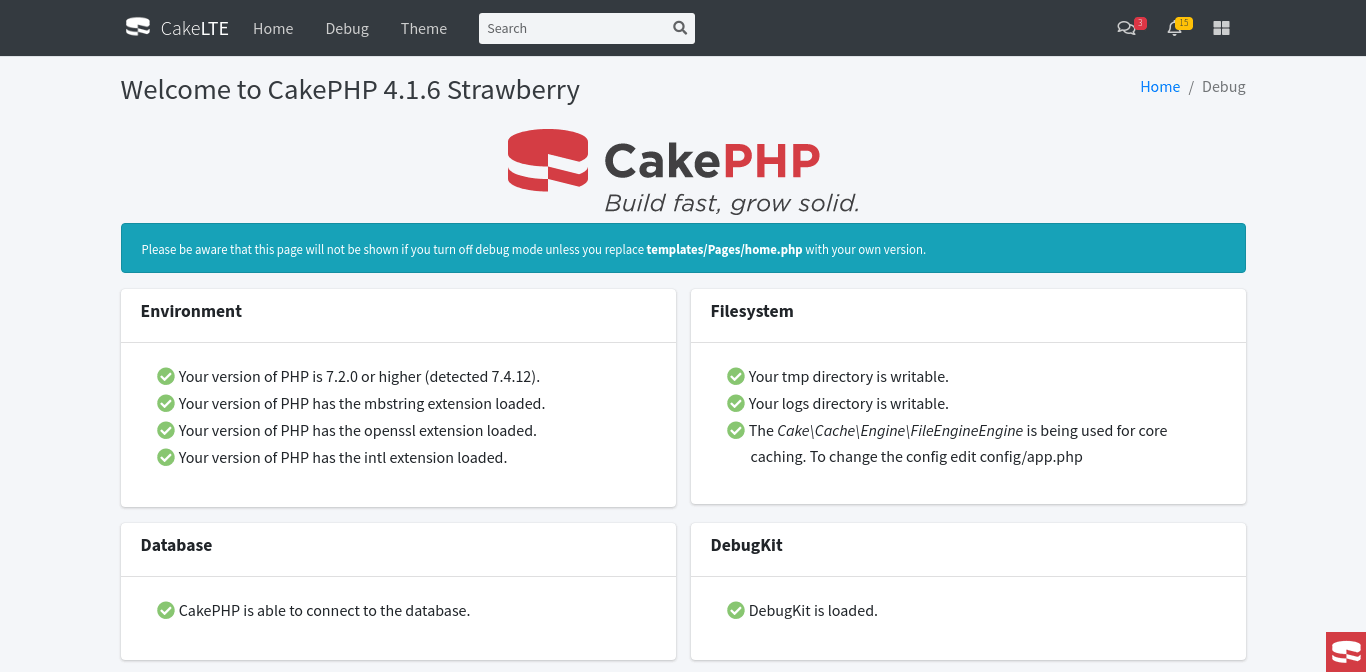 CakeLTE
Home
Debug
Theme
Search
3
15
Welcome to CakePHP 4.1.6 Strawberry
Home / Debug
CakePHP
Build fast, grow solid.
Please be aware that this page will not be shown if you turn off debug mode unless you replace templates/Pages/home.php with your own version.
Environment
Your version of PHP is 7.2.0 or higher (detected 7.4.12).
Your version of PHP has the mbstring extension loaded.
Your version of PHP has the openssl extension loaded.
Your version of PHP has the intl extension loaded.
Filesystem
Your tmp directory is writable.
Your logs directory is writable.
The Cake\Cache\Engine\FileEngineEngine is being used for core
caching. To change the config edit config/app.php
Database
CakePHP is able to connect to the database.
DebugKit
DebugKit is loaded.